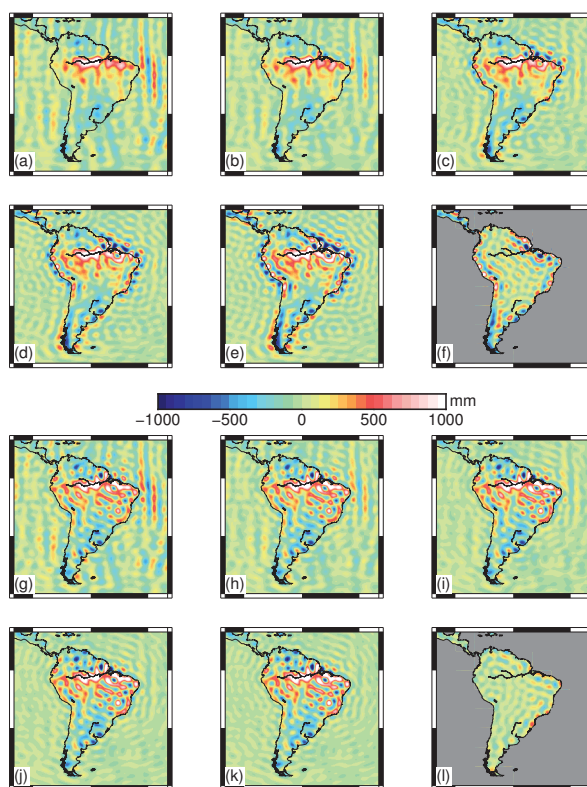 (a) (b) (c)
(d) (e) (f)
mm
−1000 −500 0 500 1000
(g) (h) (i)
(j) (k) (l)